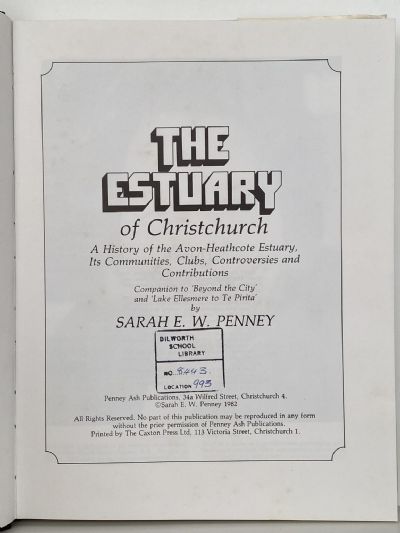 THE
ESTUARY
of Christchurch
A History of the Avon-Heathcote Estuary,
Its Communities, Clubs, Controversies and
Contributions
Companion to 'Beyond the City'
and 'Lake Ellesmere to Te Pirita'
by
SARAH E. W. PENNEY
DILWORTH
SCHOOL
LIBRARY
NO. 8443
LOCATION 993
Penney Ash Publications, 34a Wilfred Street, Christchurch 4.
©Sarah E. W. Penney 1982
All Rights Reserved. No part of this publication may be reproduced in any form
without the prior permission of Penney Ash Publications.
Printed by The Caxton Press Ltd, 113 Victoria Street, Christchurch 1.